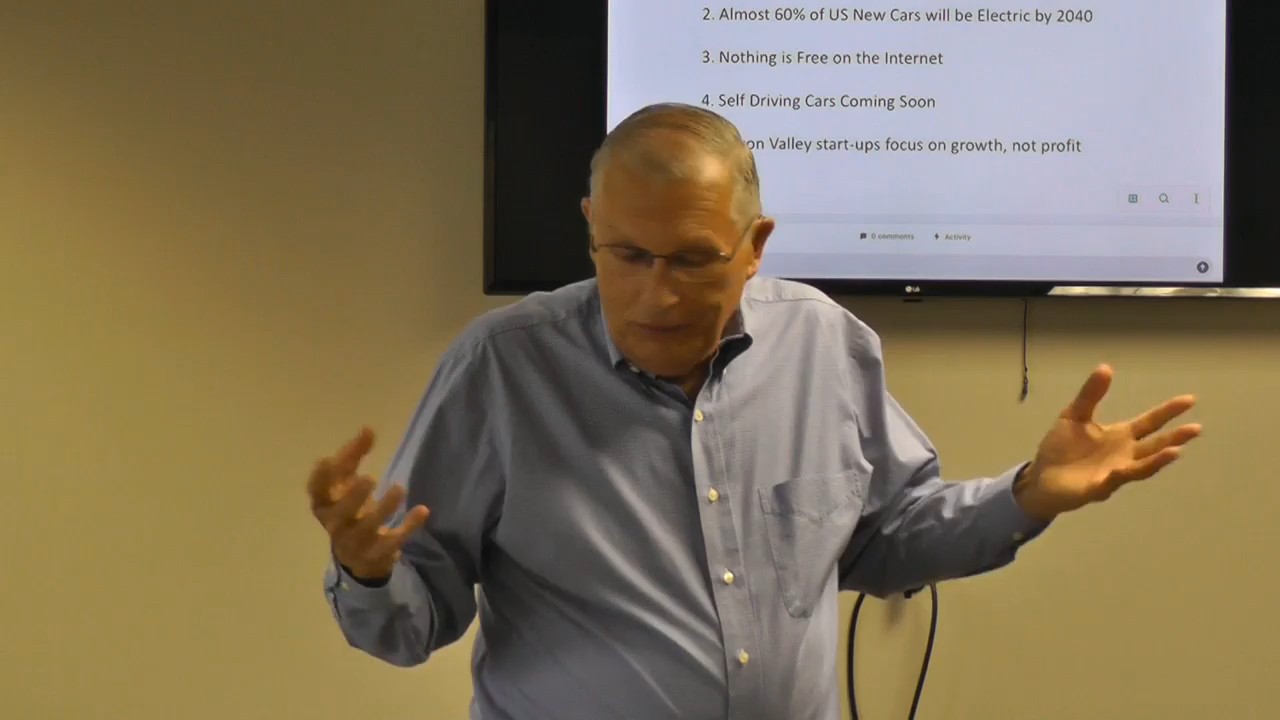 2. Almost 60% of US New Cars will be Electric by 2040
3. Nothing is Free on the Internet
4. Self Driving Cars Coming Soon
on Valley start-ups focus on growth, not profit
0 comments Activity
LG